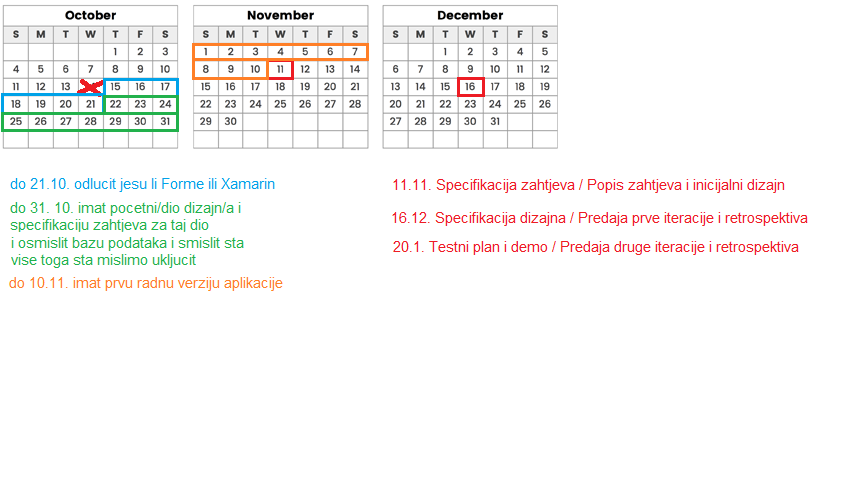 October
S M T W T F S
1 2 3
4 5 6 7 8 9 10
11 12 13 15 16 17
18 19 20 21 22 23 24
25 26 27 28 29 30 31
November
S M T W T F S
1 2 3 4 5 6 7
8 9 10 11 12 13 14
15 16 17 18 19 20 21
22 23 24 25 26 27 28
29 30
December
S M T W T F S
1 2 3 4 5
6 7 8 9 10 11 12
13 14 15 16 17 18 19
20 21 22 23 24 25 26
27 28 29 30 31
do 21.10. odlucit jesu li Forme ili Xamarin
do 31. 10. imat pocetni/dio dizajn/a i
specifikaciju zahtjeva za taj dio
i osmislit bazu podataka i smislit sta
vise toga sta mislimo ukljucit
do 10.11. imat prvu radnu verziju aplikacije
11.11. Specifikacija zahtjeva / Popis zahtjeva i inicijalni dizajn
16.12. Specifikacija dizajna / Predaja prve iteracije i retrospektiva
20.1. Testni plan i demo / Predaja druge iteracije i retrospektiva